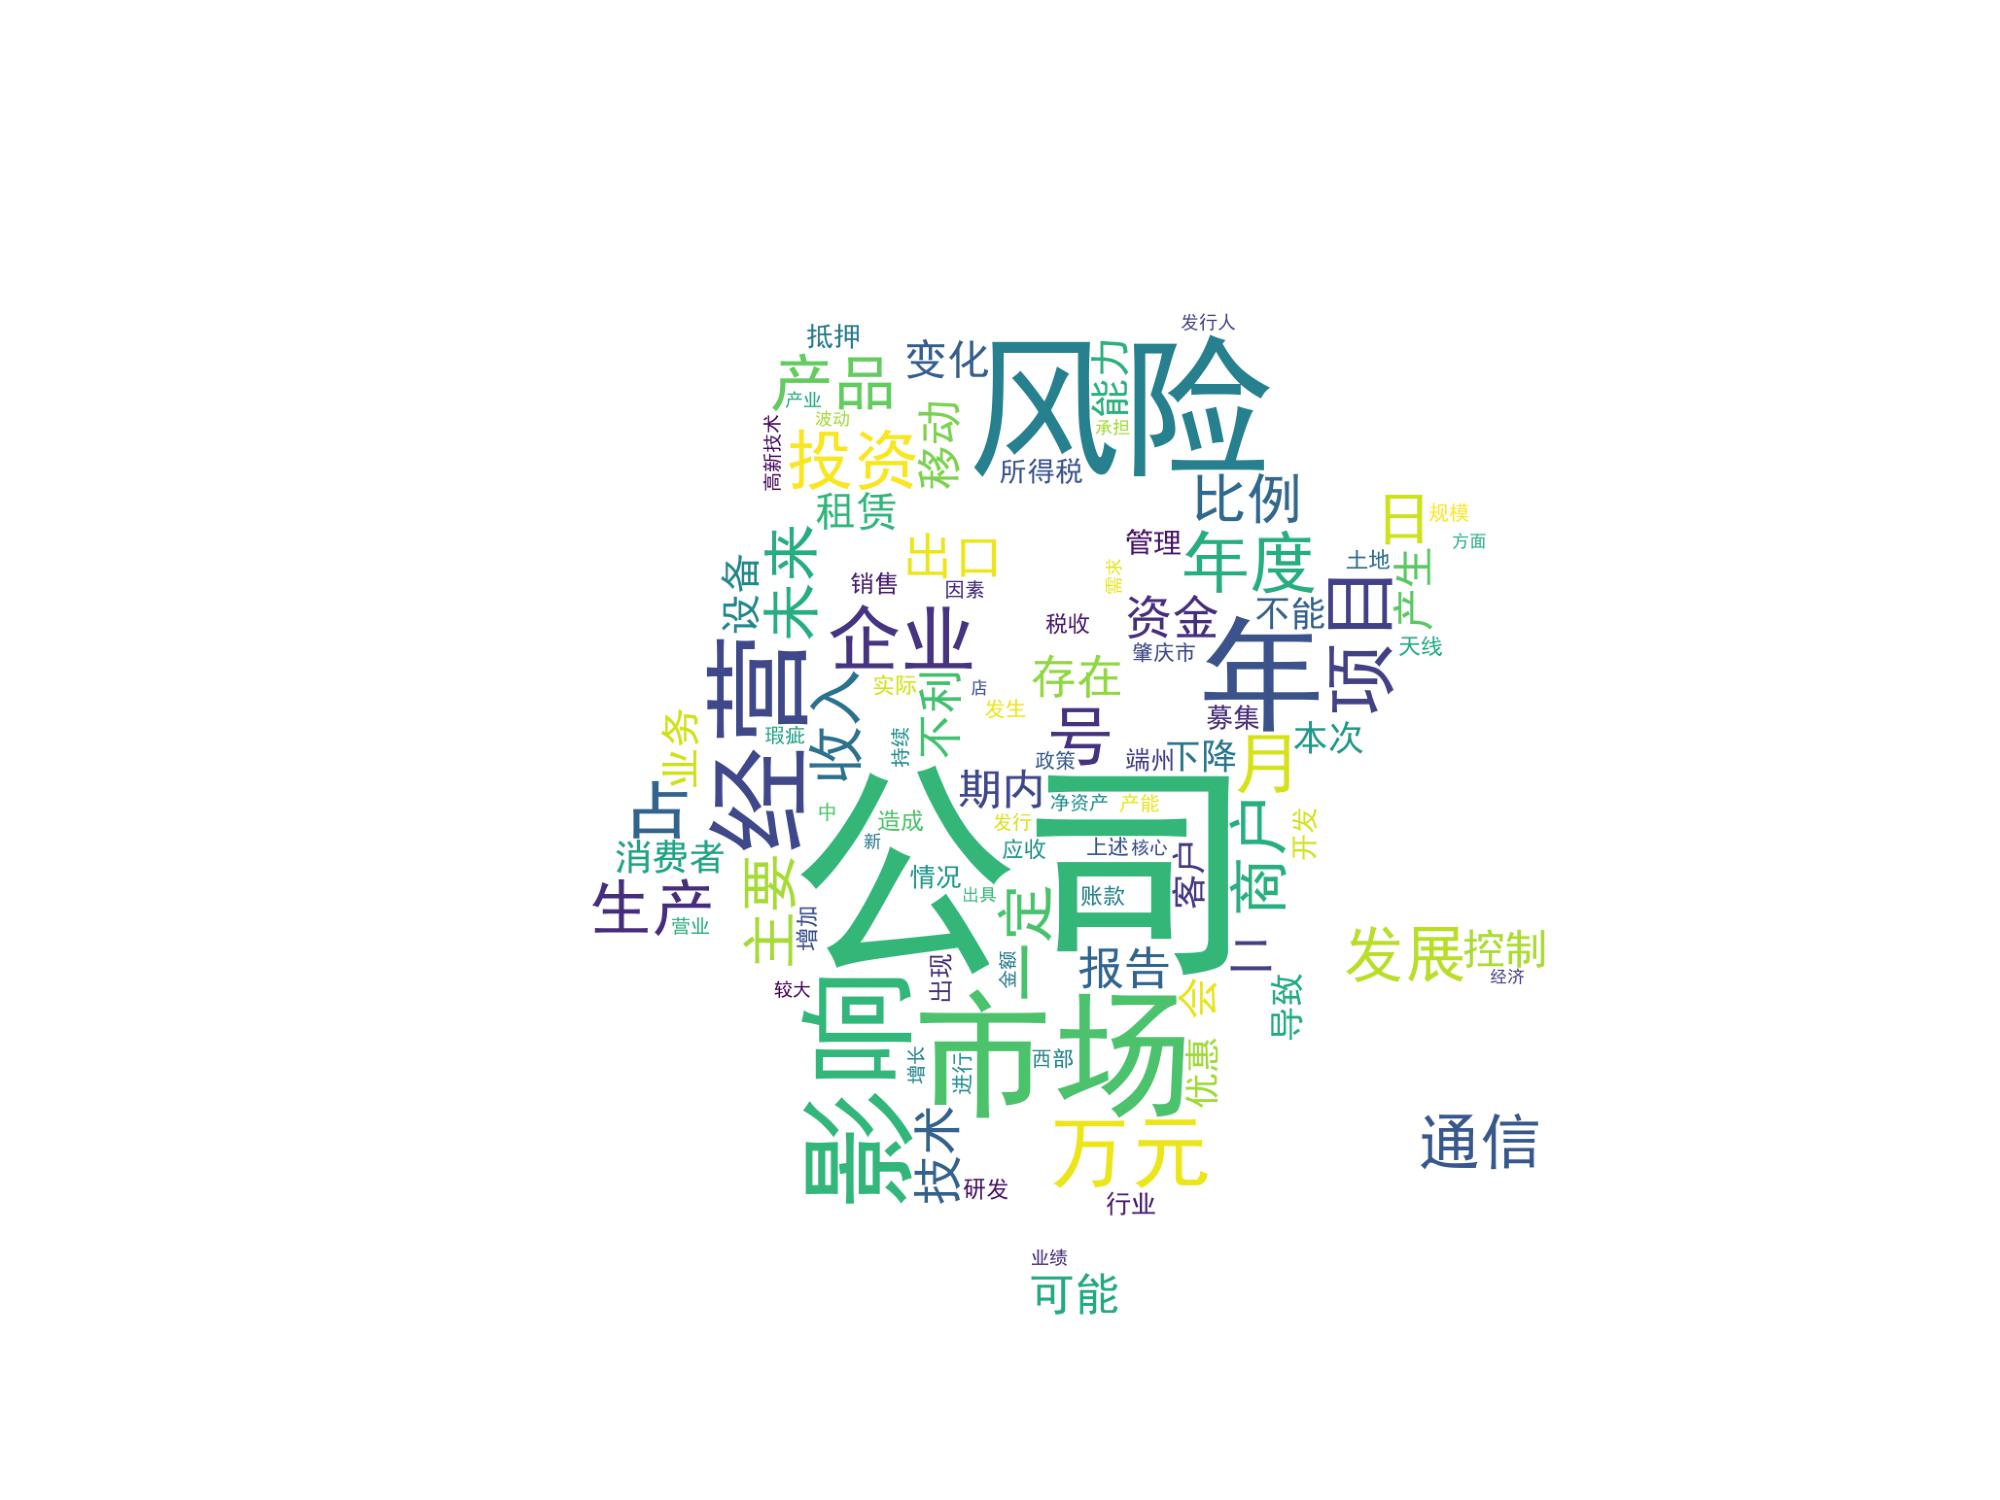 发行人
抵押
变化
风险
能力
产品
产业
波动
承担
高新技术
投资
移动
所得税
租赁
比例
日
规模
方面
未来
设备
出口
管理
年度
土地
产生
销售
因素
需求
企业
税收
资金
不能
项目
天线
肇庆市
年
经营
收入
实际
不利
店
存在
发生
号
募集
本次
业务
瑕疵
持续
政策
端州
下降
月
占
期内
公司
净资产
产能
中
造成
新
发行
商户
开发
消费者
应收
上述
核心
客户
主要
生产
营业
情况
出具
一定
账款
增加
金额
二
发展
控制
经济
较大
出现
报告
会
导致
影响
市场
增长
进行
西部
优惠
技术
万元
通信
研发
行业
业绩
可能